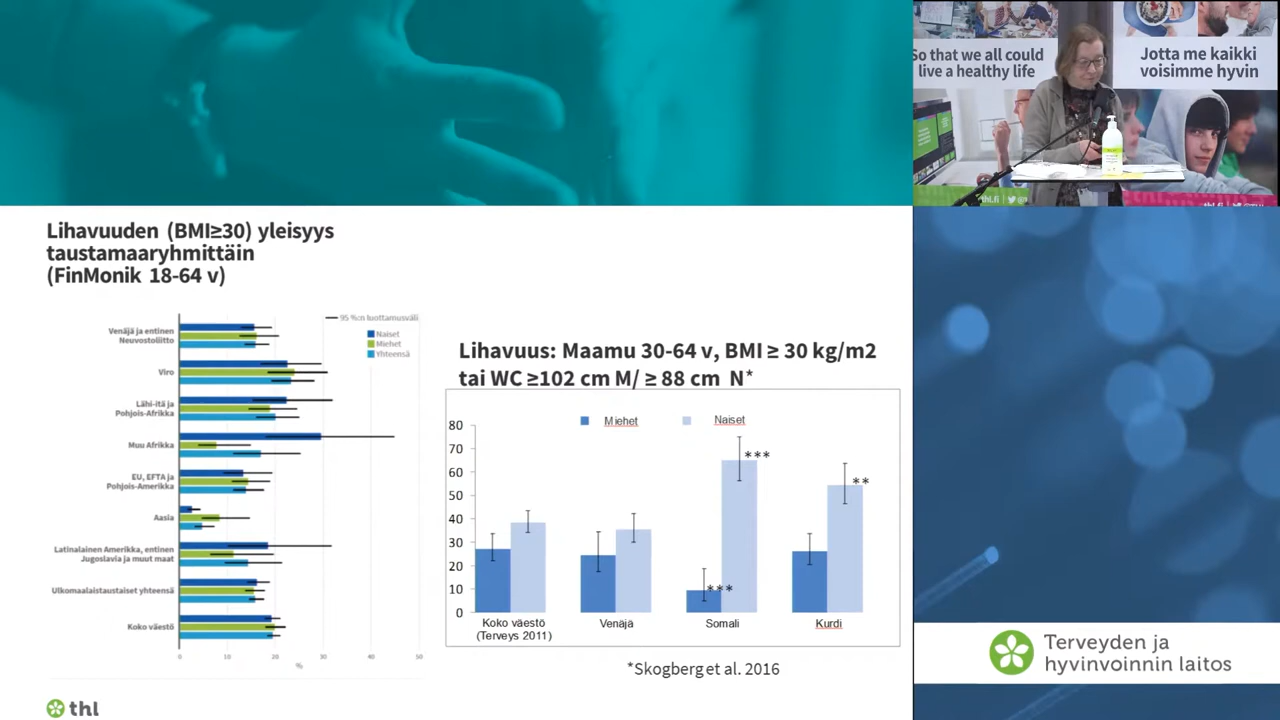 So that we all could
live a healthy life
Jotta me kaikki
voisimme hyvin
thl.fi
Lihavuuden (BMI≥30) yleisyys
taustamaaryhmittäin
(FinMonik 18-64 v)
95 %:n luottamusväli
Naiset
Miehet
Yhteensä
Venäjä ja entinen
Neuvostoliitto
Viro
Lähi-itä ja
Pohjois-Afrikka
Muu Afrikka
EU, EFTA ja
Pohjois-Amerikka
Aasia
Latinalainen Amerikka, entinen
Jugoslavia ja muut maat
Ulkomaalaistaustaiset yhteensä
Koko väestö
0 10 20 30 40 50
%
Lihavuus: Maamu 30-64 v, BMI ≥ 30 kg/m2
tai WC ≥102 cm M/ ≥ 88 cm N*
Miehet Naiset
80
70
60
50
40
30
20
10
0
***
***
**
Koko väestö
(Terveys 2011)
Venäjä
Somali
Kurdi
*Skogberg et al. 2016
thl
Terveyden ja
hyvinvoinnin laitos